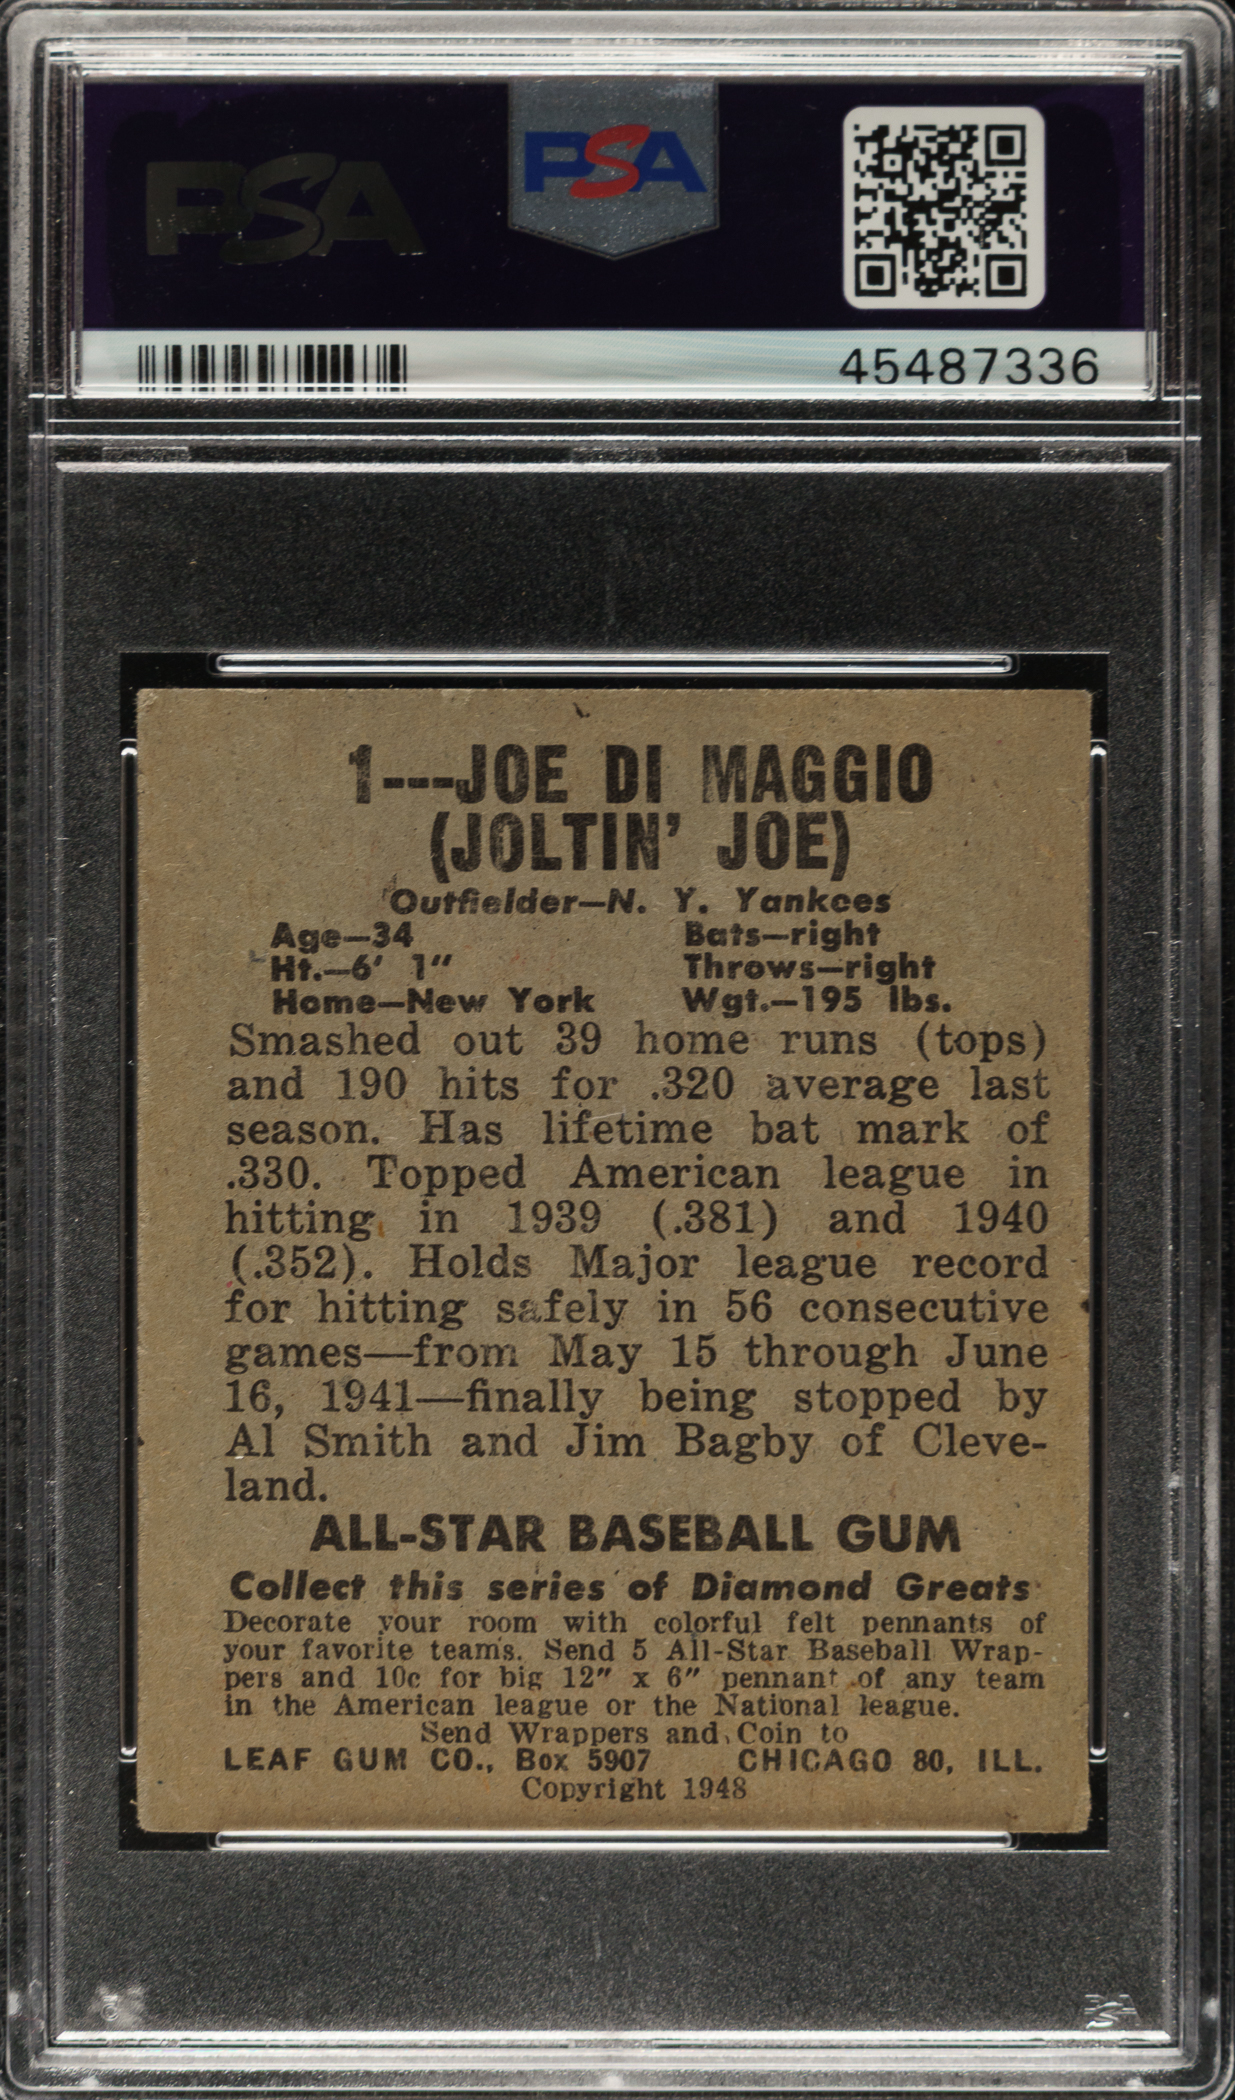 PSA
PSA
45487336
1---JOE DI MAGGIO
(JOLTIN' JOE)
Outfielder—N. Y. Yankees
Age—34 Bats—right
Ht.—6' 1" Throws—right
Home—New York Wgt.—195 lbs.
Smashed out 39 home runs (tops)
and 190 hits for .320 average last
season. Has lifetime bat mark of
.330. Topped American league in
hitting in 1939 (.381) and 1940
(.352). Holds Major league record
for hitting safely in 56 consecutive
games—from May 15 through June
16, 1941—finally being stopped by
Al Smith and Jim Bagby of Cleve-
land.
ALL-STAR BASEBALL GUM
Collect this series of Diamond Greats
Decorate your room with colorful felt pennants of
your favorite teams. Send 5 All-Star Baseball Wrap-
pers and 10c for big 12" x 6" pennant of any team
in the American league or the National league.
Send Wrappers and Coin to
LEAF GUM CO., Box 5907 CHICAGO 80, ILL.
Copyright 1948
PSA